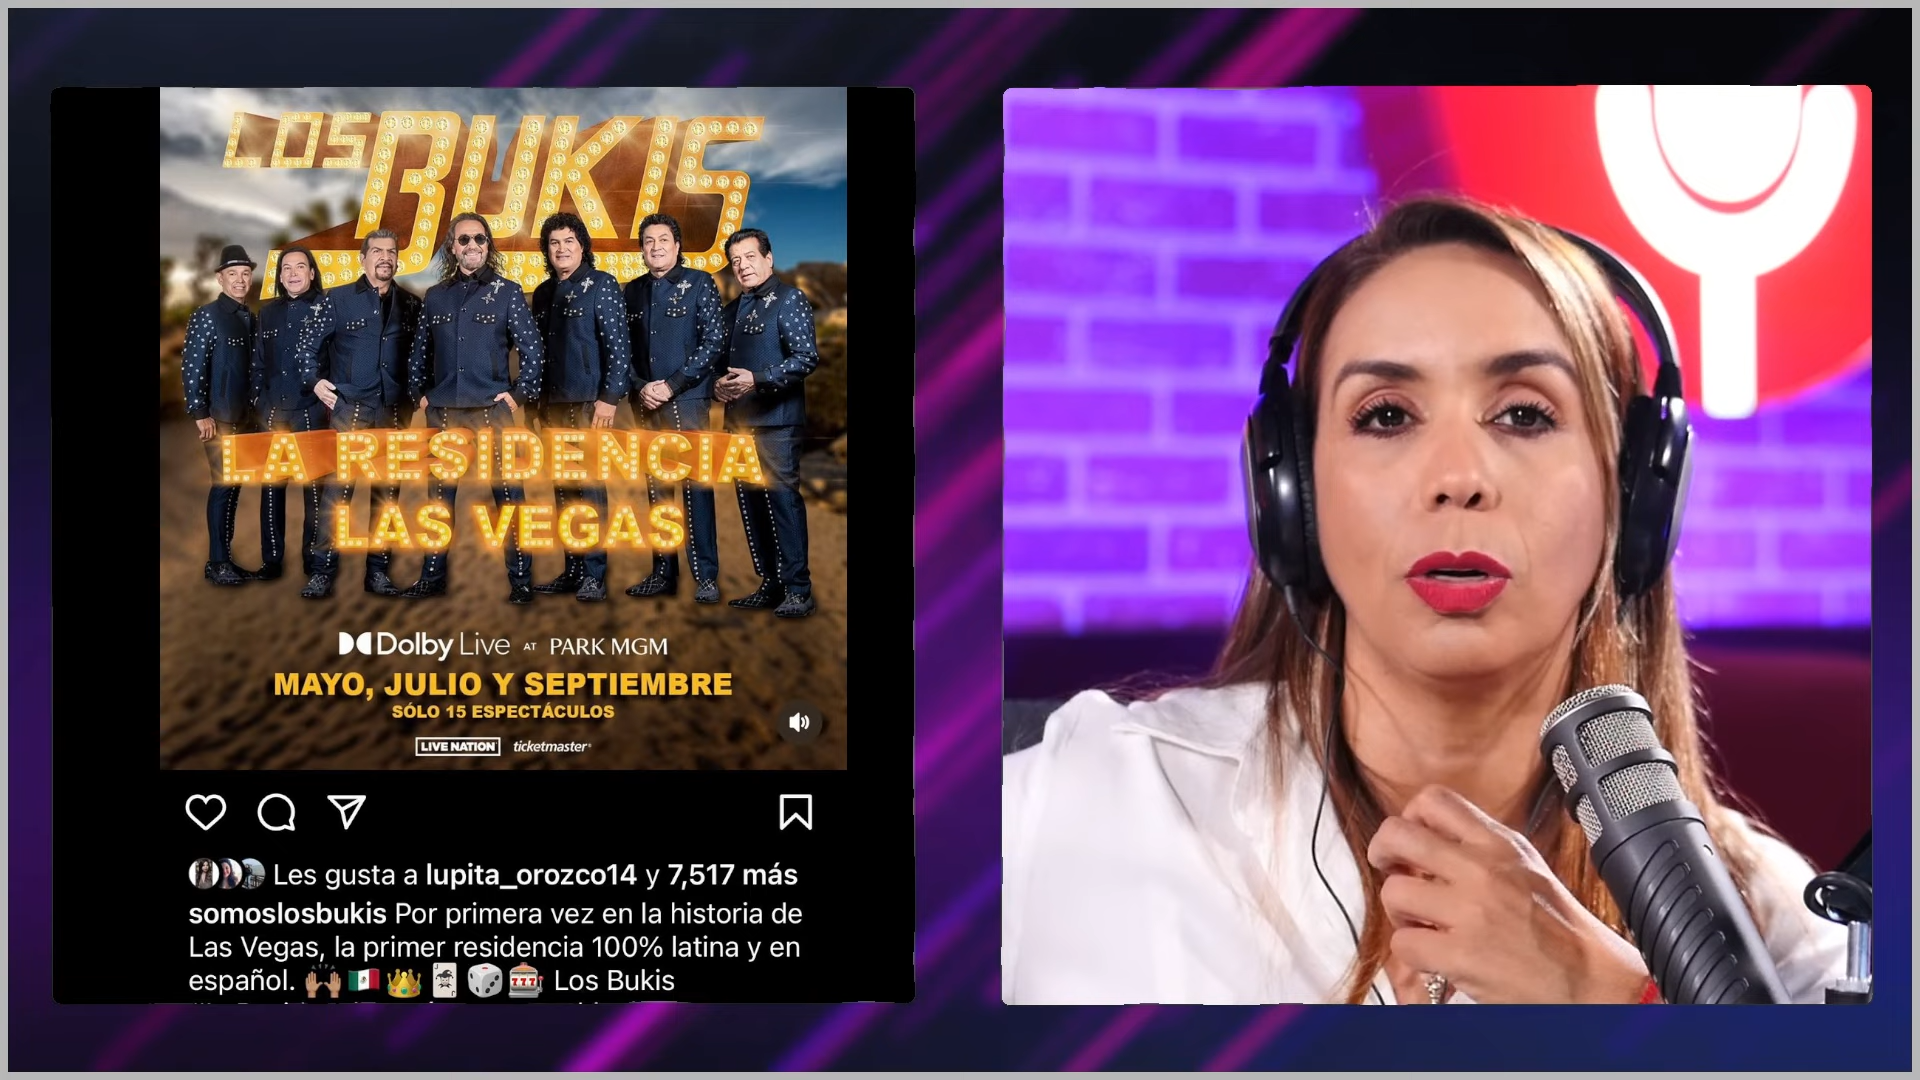 LOS
BUKIS
LA RESIDENCIA
LAS VEGAS
Dolby Live AT PARK MGM
MAYO, JULIO Y SEPTIEMBRE
SÓLO 15 ESPECTÁCULOS
LIVE NATION ticketmaster
Les gusta a lupita_orozco14 y 7,517 más
somoslosbukis Por primera vez en la historia de
Las Vegas, la primer residencia 100% latina y en
español. 🙌🏽🇲🇽👑🃏🎲🎰 Los Bukis